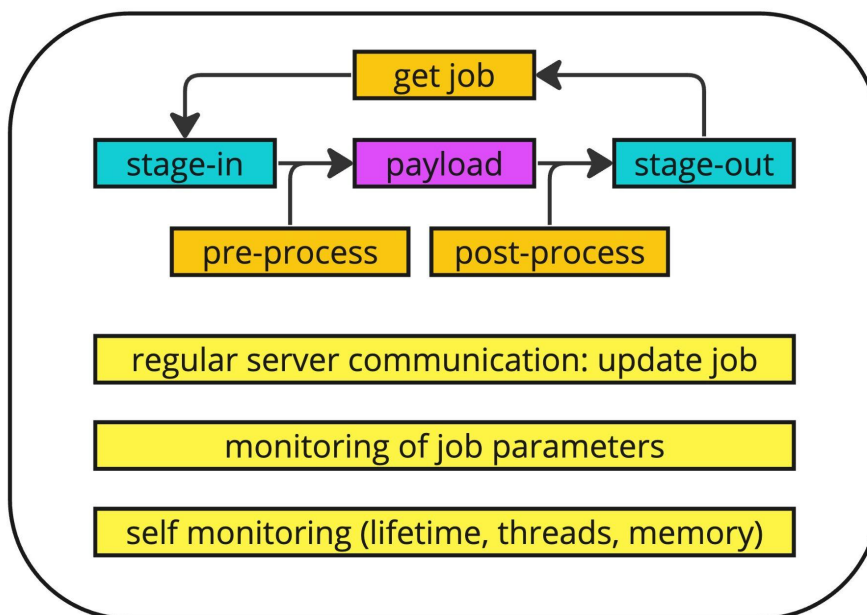 get job
stage-in
payload
stage-out
pre-process
post-process
regular server communication: update job
monitoring of job parameters
self monitoring (lifetime, threads, memory)